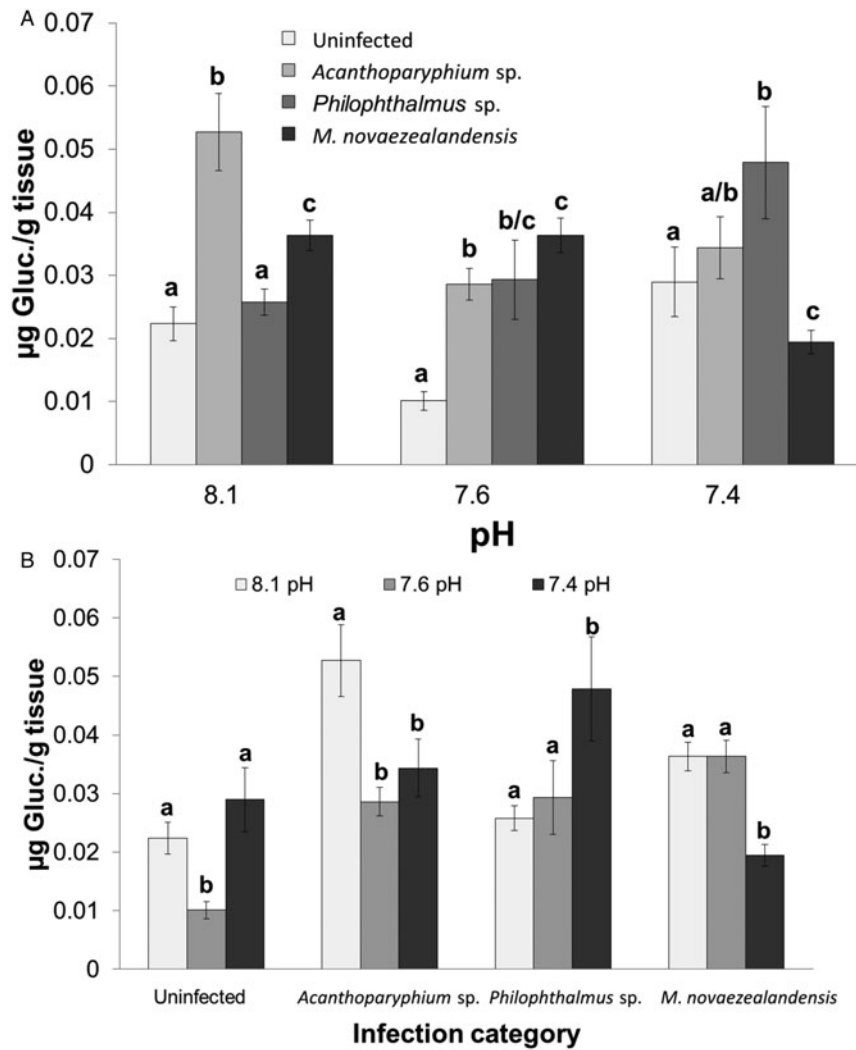 A
µg Gluc./g tissue
0.07
0.06
0.05
0.04
0.03
0.02
0.01
0
Uninfected
Acanthoparyphium sp.
Philophthalmus sp.
M. novaezealandensis
a b a c
a b b/c c
a a/b b c
8.1 7.6 7.4
pH
B
µg Gluc./g tissue
0.07
0.06
0.05
0.04
0.03
0.02
0.01
0
8.1 pH 7.6 pH 7.4 pH
a b a
a b b
a a b
a a b
Uninfected Acanthoparyphium sp. Philophthalmus sp. M. novaezealandensis
Infection category